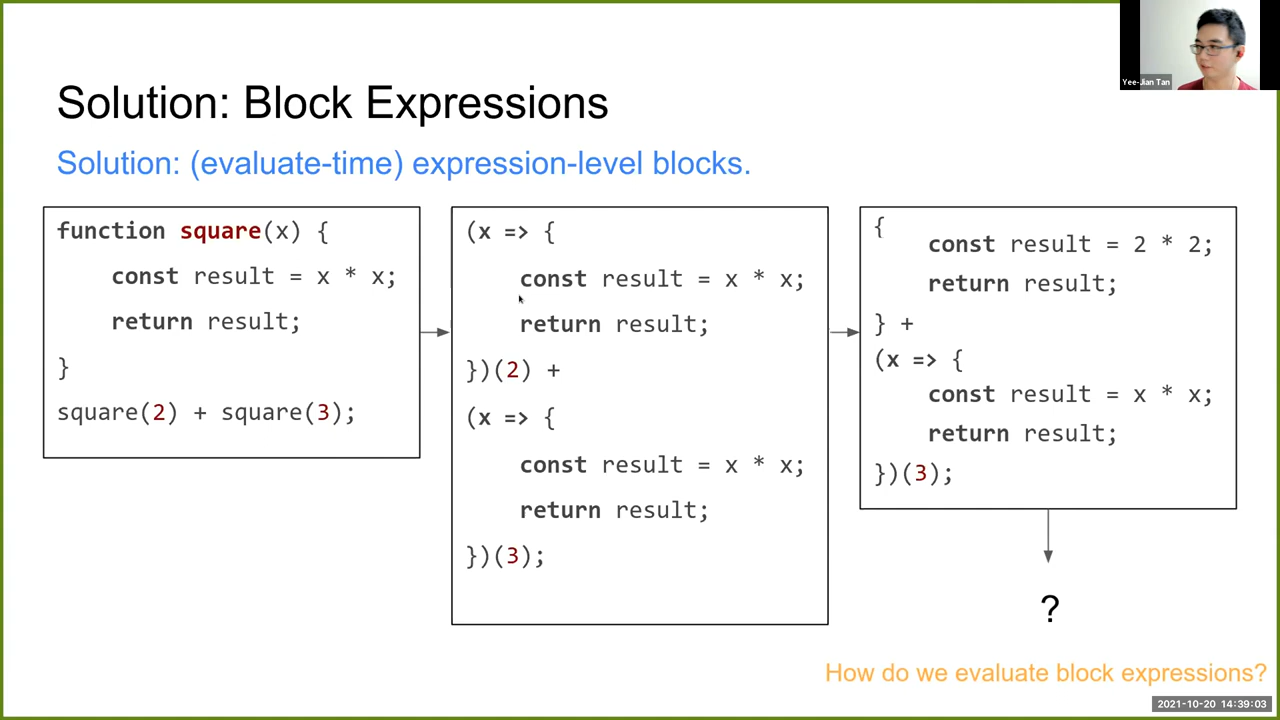 Yee-Jian Tan
Solution: Block Expressions
Solution: (evaluate-time) expression-level blocks.
function square(x) {
const result = x * x;
return result;
}
square(2) + square(3);
(x => {
const result = x * x;
return result;
})(2) +
(x => {
const result = x * x;
return result;
})(3);
{
const result = 2 * 2;
return result;
} +
(x => {
const result = x * x;
return result;
})(3);
?
How do we evaluate block expressions?
2021-10-20 14:39:03